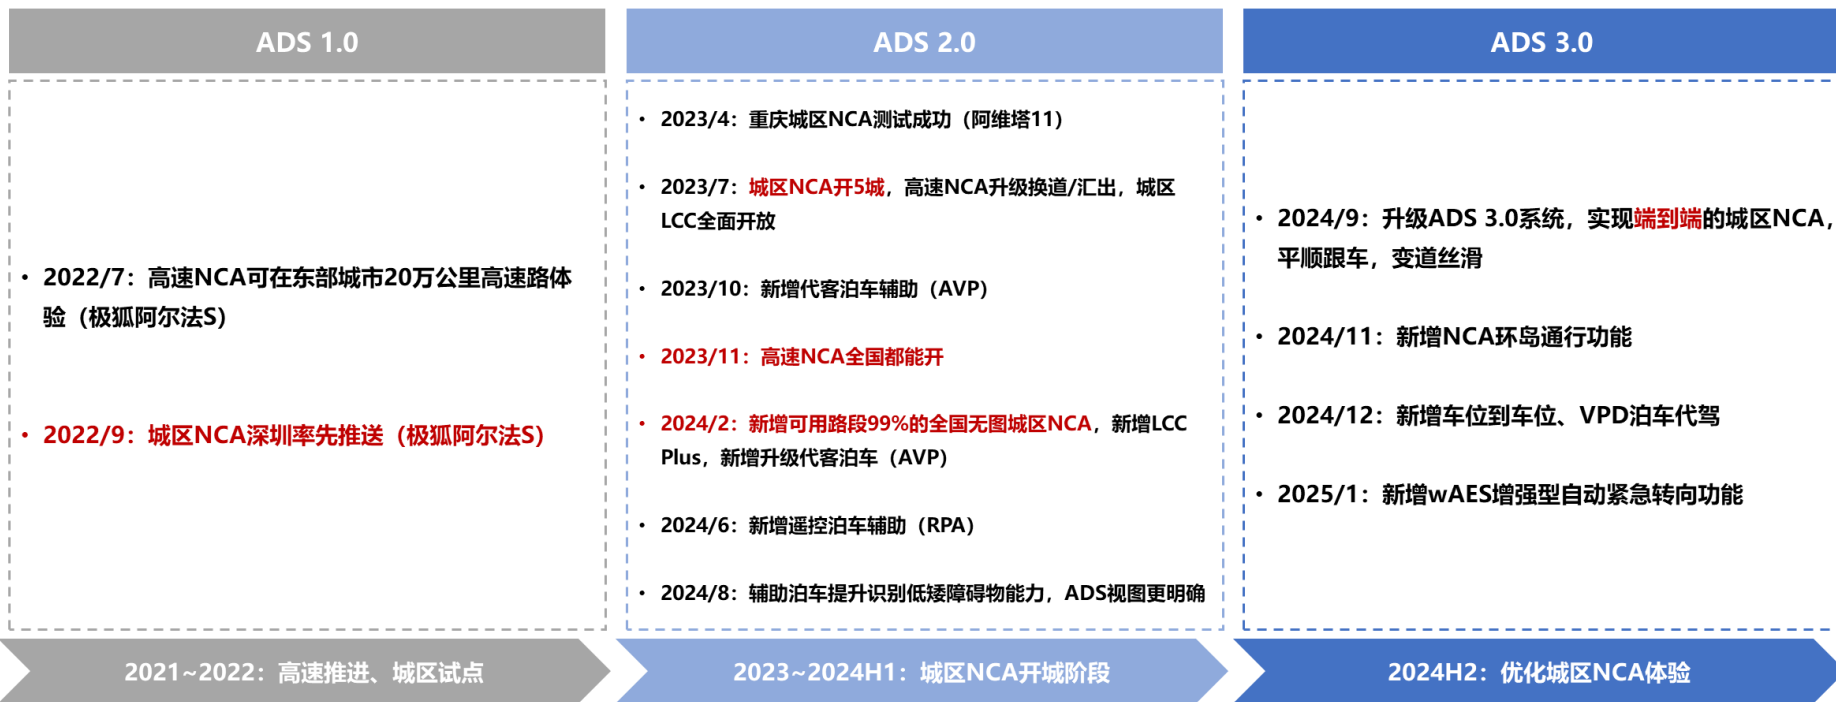 ADS 1.0
• 2022/7：高速NCA可在东部城市20万公里高速路体
验（极狐阿尔法S）
• 2022/9：城区NCA深圳率先推送（极狐阿尔法S）
2021~2022：高速推进、城区试点
ADS 2.0
• 2023/4：重庆城区NCA测试成功（阿维塔11）
• 2023/7：城区NCA开5城，高速NCA升级换道/汇出，城区
LCC全面开放
• 2023/10：新增代客泊车辅助（AVP）
• 2023/11：高速NCA全国都能开
• 2024/2：新增可用路段99%的全国无图城区NCA，新增LCC
Plus，新增升级代客泊车（AVP）
• 2024/6：新增遥控泊车辅助（RPA）
• 2024/8：辅助泊车提升识别低矮障碍物能力，ADS视图更明确
2023~2024H1：城区NCA开城阶段
ADS 3.0
• 2024/9：升级ADS 3.0系统，实现端到端的城区NCA，
平顺跟车，变道丝滑
• 2024/11：新增NCA环岛通行功能
• 2024/12：新增车位到车位、VPD泊车代驾
• 2025/1：新增wAES增强型自动紧急转向功能
2024H2：优化城区NCA体验